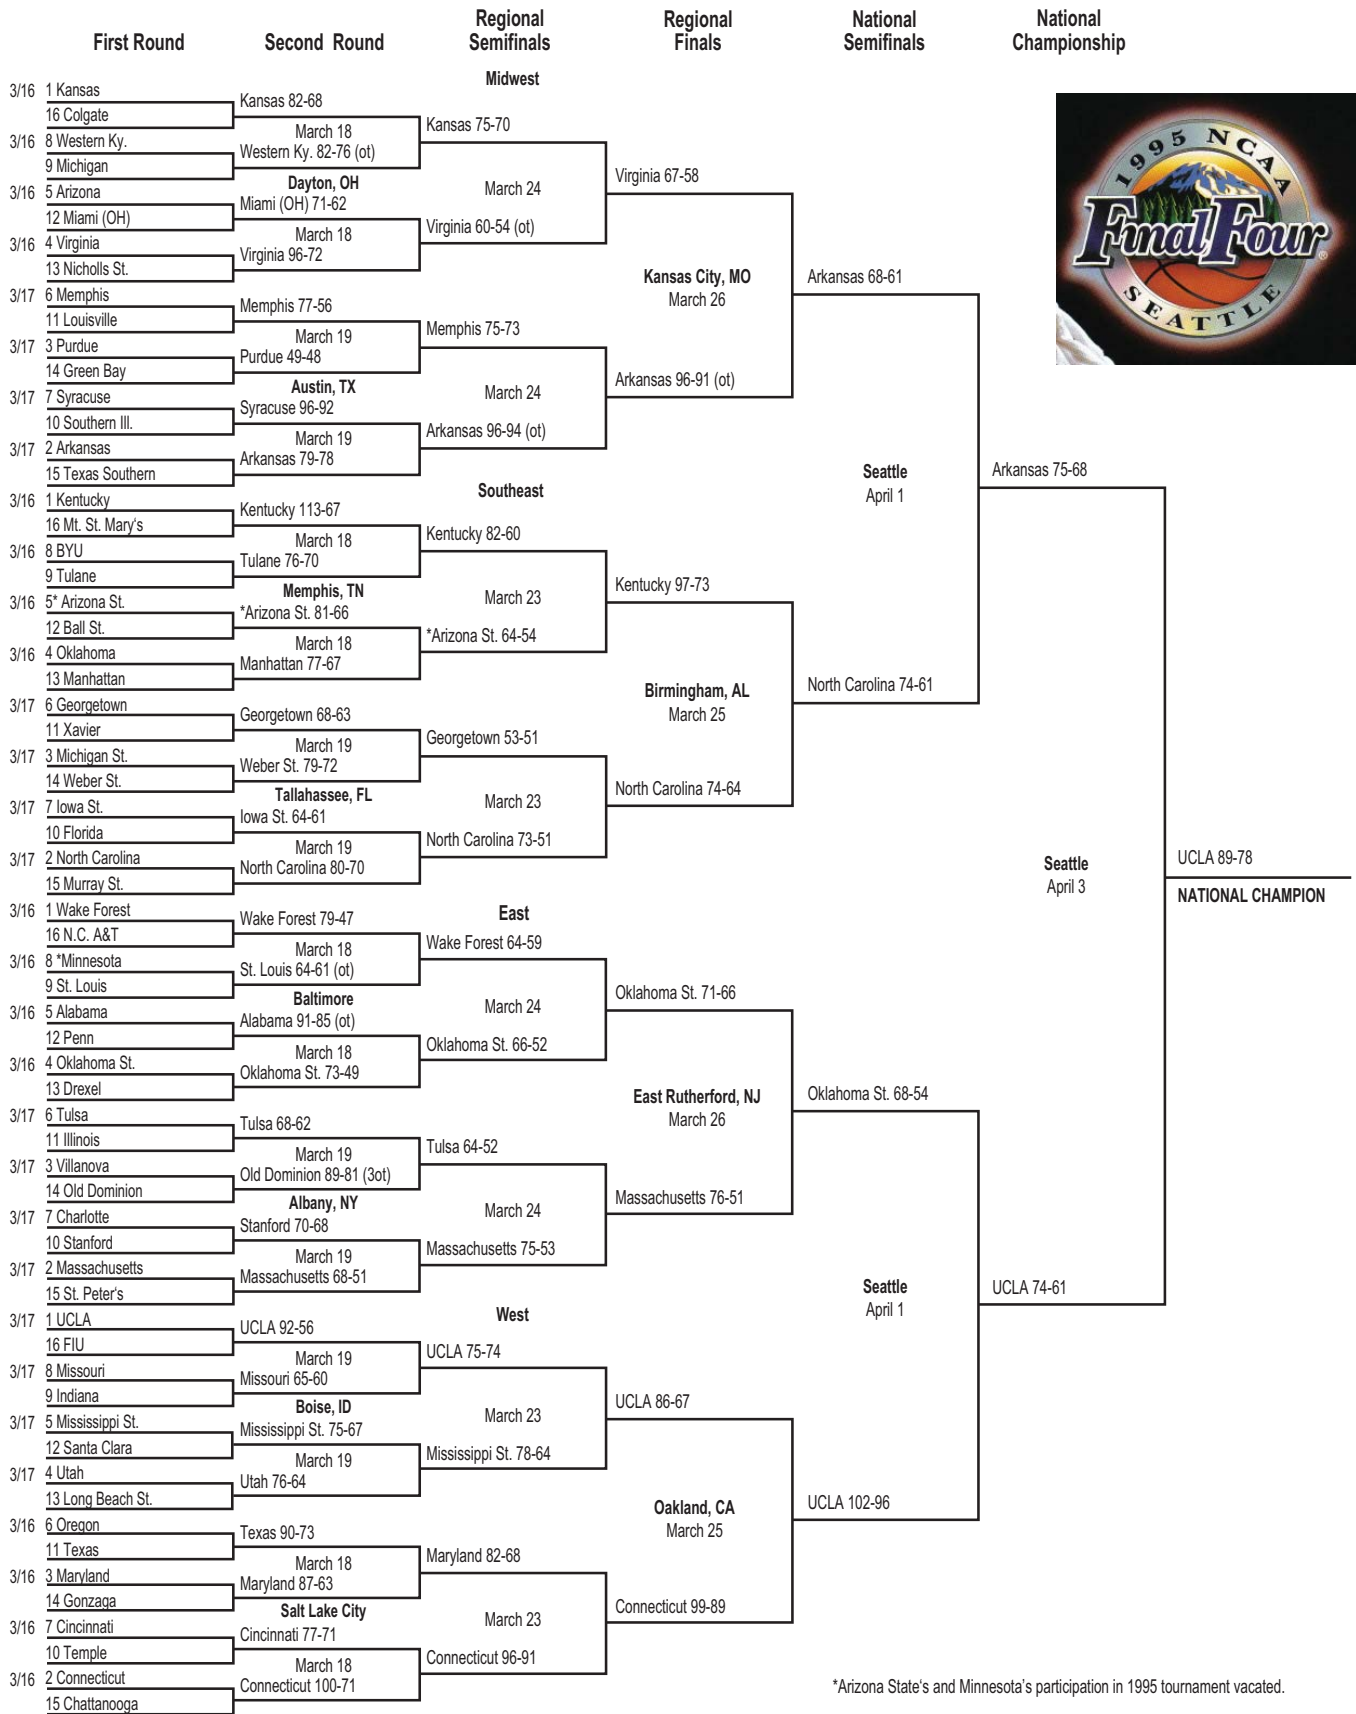 First Round
Second Round
Regional Semifinals
Regional Finals
National Semifinals
National Championship
1995 NCAA
Final Four
®
SEATTLE
Midwest
3/16 1 Kansas
16 Colgate
3/16 8 Western Ky.
9 Michigan
3/16 5 Arizona
12 Miami (OH)
3/16 4 Virginia
13 Nicholls St.
3/17 6 Memphis
11 Louisville
3/17 3 Purdue
14 Green Bay
3/17 7 Syracuse
10 Southern Ill.
3/17 2 Arkansas
15 Texas Southern
Kansas 82-68
March 18
Western Ky. 82-76 (ot)
Dayton, OH
Miami (OH) 71-62
March 18
Virginia 96-72
Memphis 77-56
March 19
Purdue 49-48
Austin, TX
Syracuse 96-92
March 19
Arkansas 79-78
Kansas 75-70
March 24
Virginia 60-54 (ot)
Memphis 75-73
March 24
Arkansas 96-94 (ot)
Virginia 67-58
Kansas City, MO
March 26
Arkansas 96-91 (ot)
Arkansas 68-61
Southeast
3/16 1 Kentucky
16 Mt. St. Mary's
3/16 8 BYU
9 Tulane
3/16 5* Arizona St.
12 Ball St.
3/16 4 Oklahoma
13 Manhattan
3/17 6 Georgetown
11 Xavier
3/17 3 Michigan St.
14 Weber St.
3/17 7 Iowa St.
10 Florida
3/17 2 North Carolina
15 Murray St.
Kentucky 113-67
March 18
Tulane 76-70
Memphis, TN
*Arizona St. 81-66
March 18
Manhattan 77-67
Georgetown 68-63
March 19
Weber St. 79-72
Tallahassee, FL
Iowa St. 64-61
March 19
North Carolina 80-70
Kentucky 82-60
March 23
*Arizona St. 64-54
Georgetown 53-51
March 23
North Carolina 73-51
Kentucky 97-73
Birmingham, AL
March 25
North Carolina 74-64
North Carolina 74-61
Seattle
April 1
Arkansas 75-68
East
3/16 1 Wake Forest
16 N.C. A&T
3/16 8 *Minnesota
9 St. Louis
3/16 5 Alabama
12 Penn
3/16 4 Oklahoma St.
13 Drexel
3/17 6 Tulsa
11 Illinois
3/17 3 Villanova
14 Old Dominion
3/17 7 Charlotte
10 Stanford
3/17 2 Massachusetts
15 St. Peter's
Wake Forest 79-47
March 18
St. Louis 64-61 (ot)
Baltimore
Alabama 91-85 (ot)
March 18
Oklahoma St. 73-49
Tulsa 68-62
March 19
Old Dominion 89-81 (3ot)
Albany, NY
Stanford 70-68
March 19
Massachusetts 68-51
Wake Forest 64-59
March 24
Oklahoma St. 66-52
Tulsa 64-52
March 24
Massachusetts 75-53
Oklahoma St. 71-66
East Rutherford, NJ
March 26
Massachusetts 76-51
Oklahoma St. 68-54
West
3/17 1 UCLA
16 FIU
3/17 8 Missouri
9 Indiana
3/17 5 Mississippi St.
12 Santa Clara
3/17 4 Utah
13 Long Beach St.
3/16 6 Oregon
11 Texas
3/16 3 Maryland
14 Gonzaga
3/16 7 Cincinnati
10 Temple
3/16 2 Connecticut
15 Chattanooga
UCLA 92-56
March 19
Missouri 65-60
Boise, ID
Mississippi St. 75-67
March 19
Utah 76-64
Texas 90-73
March 18
Maryland 87-63
Salt Lake City
Cincinnati 77-71
March 18
Connecticut 100-71
UCLA 75-74
March 23
Mississippi St. 78-64
Maryland 82-68
March 23
Connecticut 96-91
UCLA 86-67
Oakland, CA
March 25
Connecticut 99-89
UCLA 102-96
Seattle
April 1
UCLA 74-61
Seattle
April 3
UCLA 89-78
NATIONAL CHAMPION
*Arizona State's and Minnesota's participation in 1995 tournament vacated.